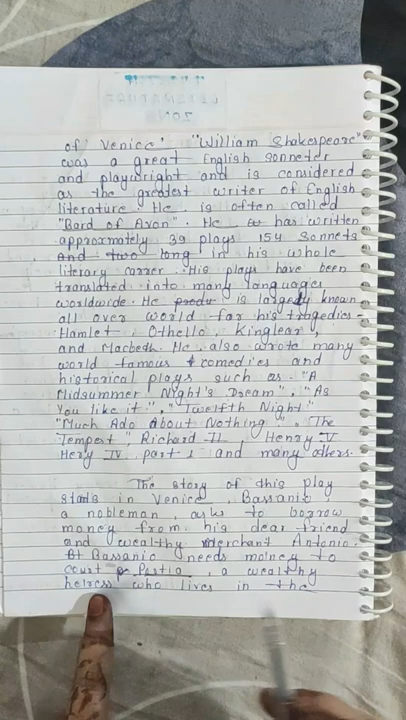 of Venice' "William Shakespeare"
was a great English Sonneter
and playwright and is considered
as the greatest writer of English
literature. He is often called
"Bard of Avon". He has written
approximately 39 plays 154 Sonnets
and two long in his whole
literary carrer. His plays have been
translated into many languages
worldwide. He produ is largely known
all over world for his tragedies-
Hamlet, Othello, Kinglear,
and Macbeth. He also wrote many
world famous comedies and
historical plays such as "A
Midsummer Night's Dream", "As
You like it", "Twelfth Night"
"Much Ado about Nothing", "The
Tempest", Richard II, Henry V
Hery IV part 1 and many others.
The story of this play
starts in Venice, Bassanio
a nobleman, asks to borrow
money from his dear friend
and wealthy merchant Antonio.
Bassanio needs money to
court Portia, a wealthy
heiress who lives in the